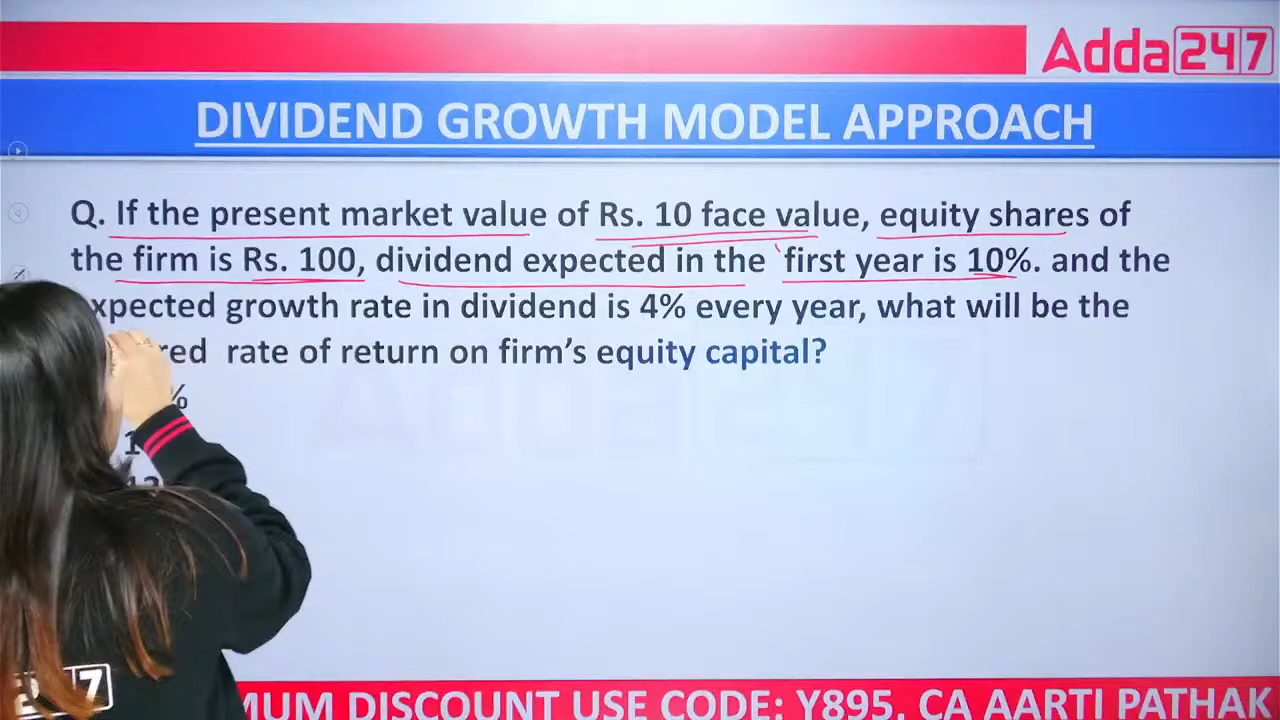 Adda247
DIVIDEND GROWTH MODEL APPROACH
Q. If the present market value of Rs. 10 face value, equity shares of
the firm is Rs. 100, dividend expected in the first year is 10%. and the
xpected growth rate in dividend is 4% every year, what will be the
red rate of return on firm's equity capital?
%
7
MUM DISCOUNT USE CODE: Y895, CA AARTI PATHAK